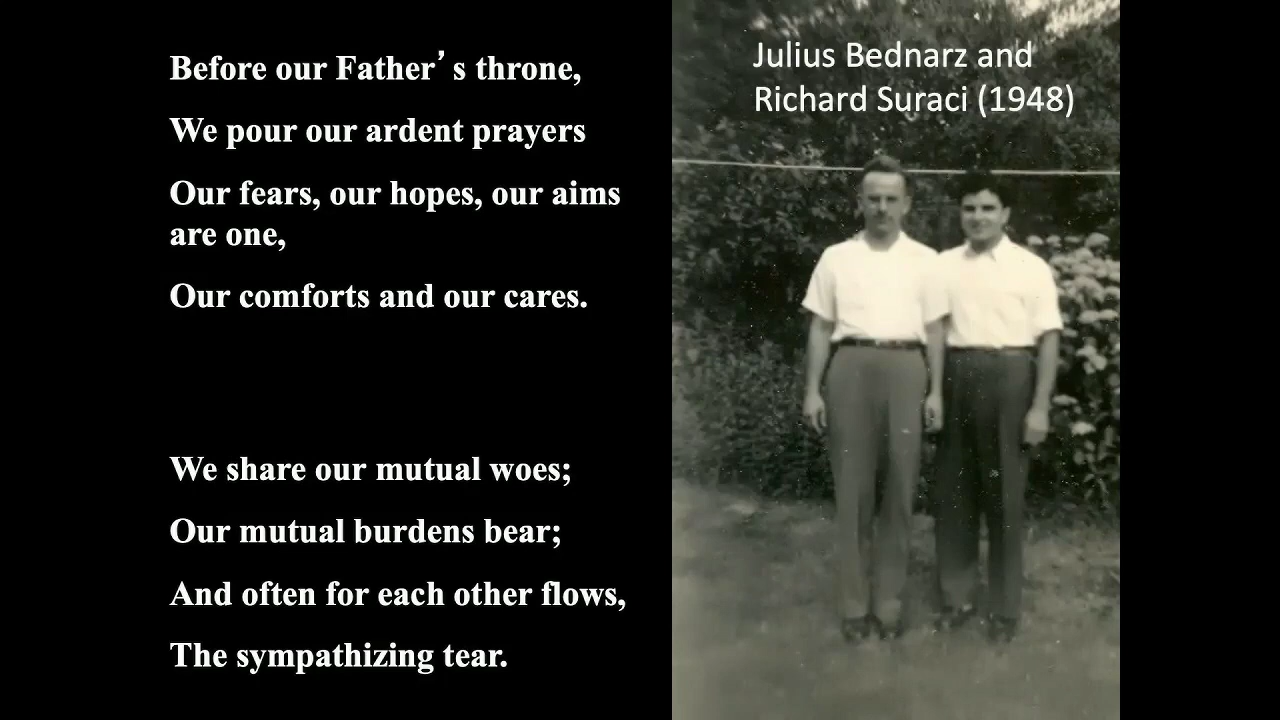 Before our Father’s throne,
We pour our ardent prayers
Our fears, our hopes, our aims
are one,
Our comforts and our cares.
We share our mutual woes;
Our mutual burdens bear;
And often for each other flows,
The sympathizing tear.
Julius Bednarz and
Richard Suraci (1948)